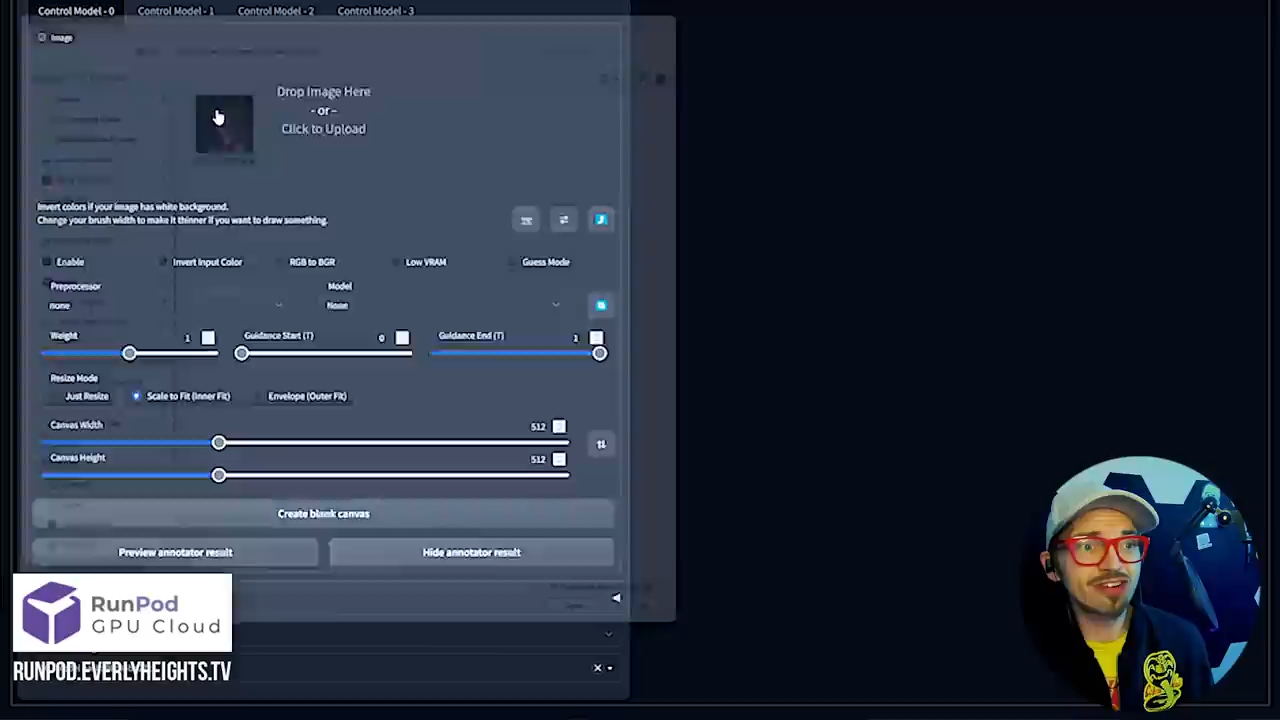 Control Model - 0 Control Model - 1 Control Model - 2 Control Model - 3
Image
Drop Image Here
- or -
Click to Upload
Invert colors if your image has white background.
Change your brush width to make it thinner if you want to draw something.
Enable Invert Input Color RGB to BGR Low VRAM Guess Mode
Preprocessor Model
none None
Weight 1 Guidance Start (T) 0 Guidance End (T) 1
Resize Mode
Just Resize Scale to Fit (Inner Fit) Envelope (Outer Fit)
Canvas Width 512
Canvas Height 512
Create blank canvas
Preview annotator result Hide annotator result
RunPod
GPU Cloud
RUNPOD.EVERLYHEIGHTS.TV